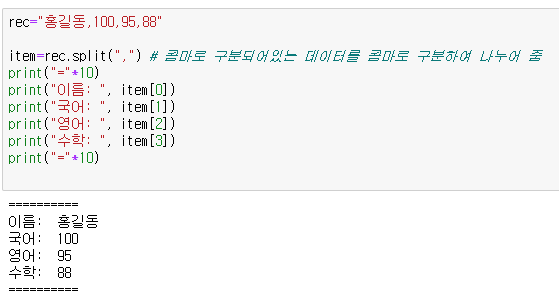 rec="홍길동,100,95,88"
item=rec.split(",") # 콤마로 구분되어있는 데이터를 콤마로 구분하여 나누어 줌
print("="*10)
print("이름: ", item[0])
print("국어: ", item[1])
print("영어: ", item[2])
print("수학: ", item[3])
print("="*10)
==========
이름:  홍길동
국어:  100
영어:  95
수학:  88
==========